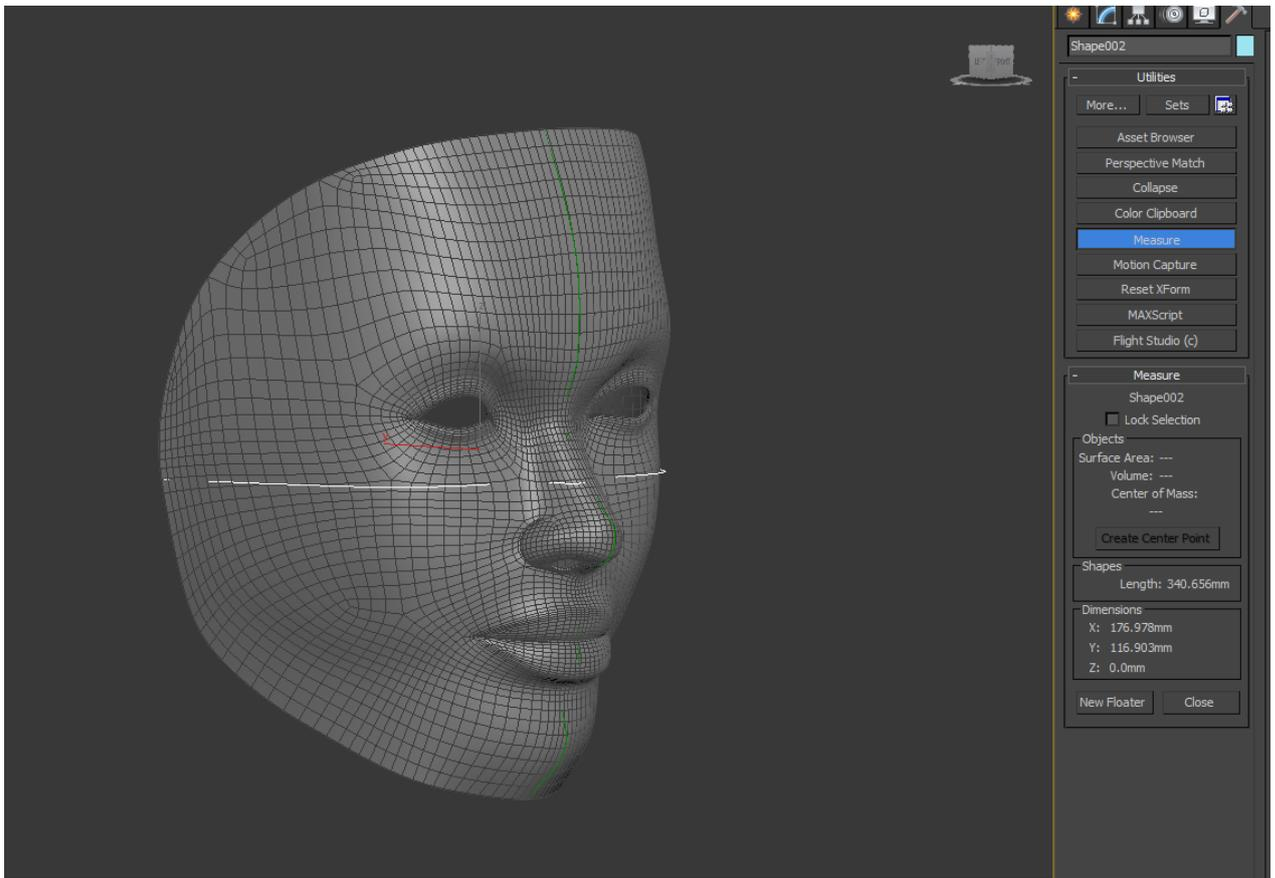 Shape002
- Utilities
More... Sets
Asset Browser
Perspective Match
Collapse
Color Clipboard
Measure
Motion Capture
Reset XForm
MAXScript
Flight Studio (c)
- Measure
Shape002
Lock Selection
Objects
Surface Area: ---
Volume: ---
Center of Mass:
---
Create Center Point
Shapes
Length: 340.656mm
Dimensions
X: 176.978mm
Y: 116.903mm
Z: 0.0mm
New Floater Close